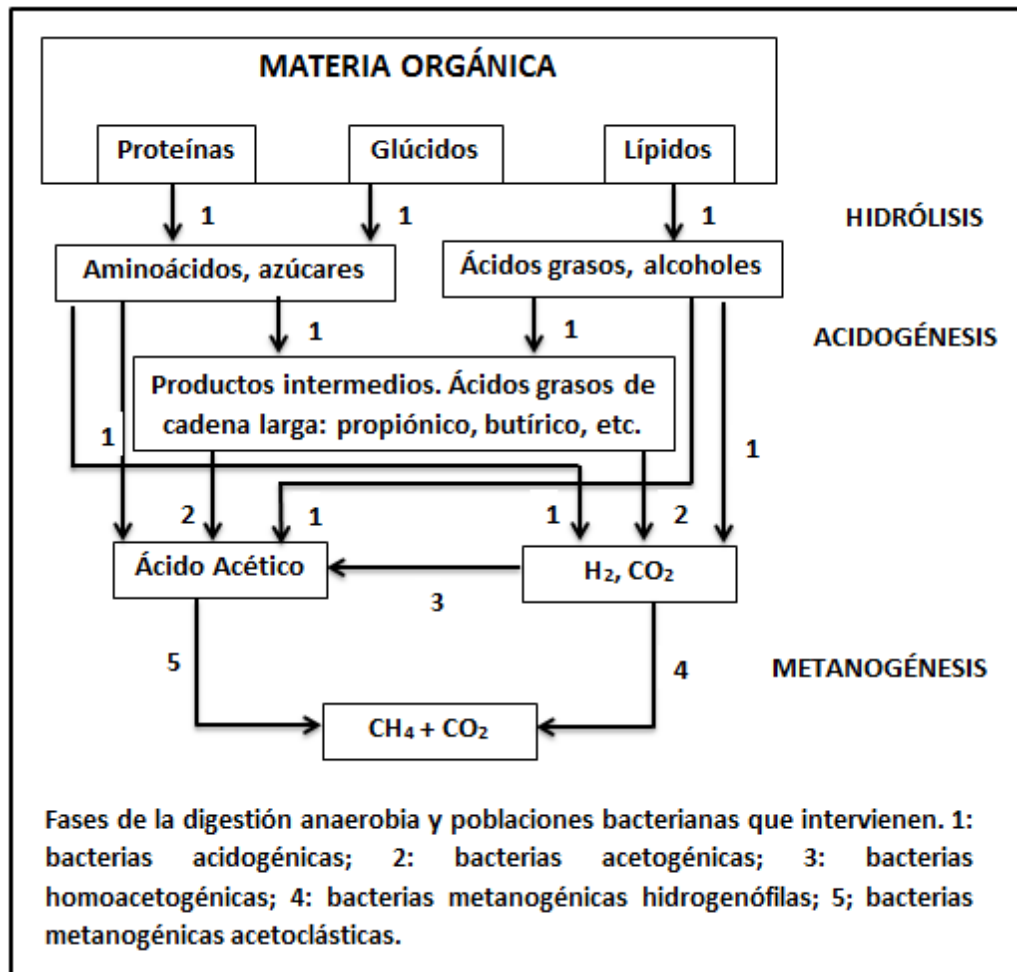 MATERIA ORGÁNICA
Proteínas
Glúcidos
Lípidos
1
1
1
HIDRÓLISIS
Aminoácidos, azúcares
Ácidos grasos, alcoholes
1
1
ACIDOGÉNESIS
Productos intermedios. Ácidos grasos de
cadena larga: propiónico, butírico, etc.
1
1
2
1
1
2
Ácido Acético
H₂, CO₂
3
5
4
METANOGÉNESIS
CH₄ + CO₂
Fases de la digestión anaerobia y poblaciones bacterianas que intervienen. 1:
bacterias acidogénicas; 2: bacterias acetogénicas; 3: bacterias
homoacetogénicas; 4: bacterias metanogénicas hidrogenófilas; 5; bacterias
metanogénicas acetoclásticas.